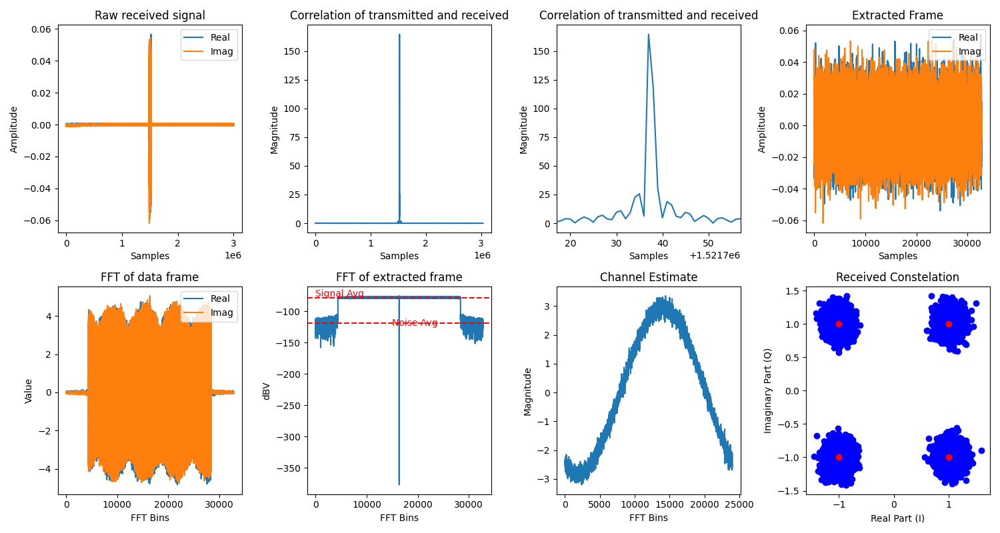 Raw received signal
Real
Imag
0.06
0.04
0.02
0.00
−0.02
−0.04
−0.06
Amplitude
0
1
2
3
1e6
Samples
Correlation of transmitted and received
150
125
100
75
50
25
0
Magnitude
0
1
2
3
1e6
Samples
Correlation of transmitted and received
150
125
100
75
50
25
0
Magnitude
20
30
40
50
+1.5217e6
Samples
Extracted Frame
Real
Imag
0.06
0.04
0.02
0.00
−0.02
−0.04
−0.06
Amplitude
0
10000
20000
30000
Samples
FFT of data frame
Real
Imag
4
2
0
−2
−4
Value
0
10000
20000
30000
FFT Bins
FFT of extracted frame
Signal Avg
Noise Avg
−100
−150
−200
−250
−300
−350
dBV
0
10000
20000
30000
FFT Bins
Channel Estimate
3
2
1
0
−1
−2
−3
Magnitude
0
5000
10000
15000
20000
25000
FFT Bins
Received Constelation
1.5
1.0
0.5
0.0
−0.5
−1.0
−1.5
Imaginary Part (Q)
−1
0
1
Real Part (I)